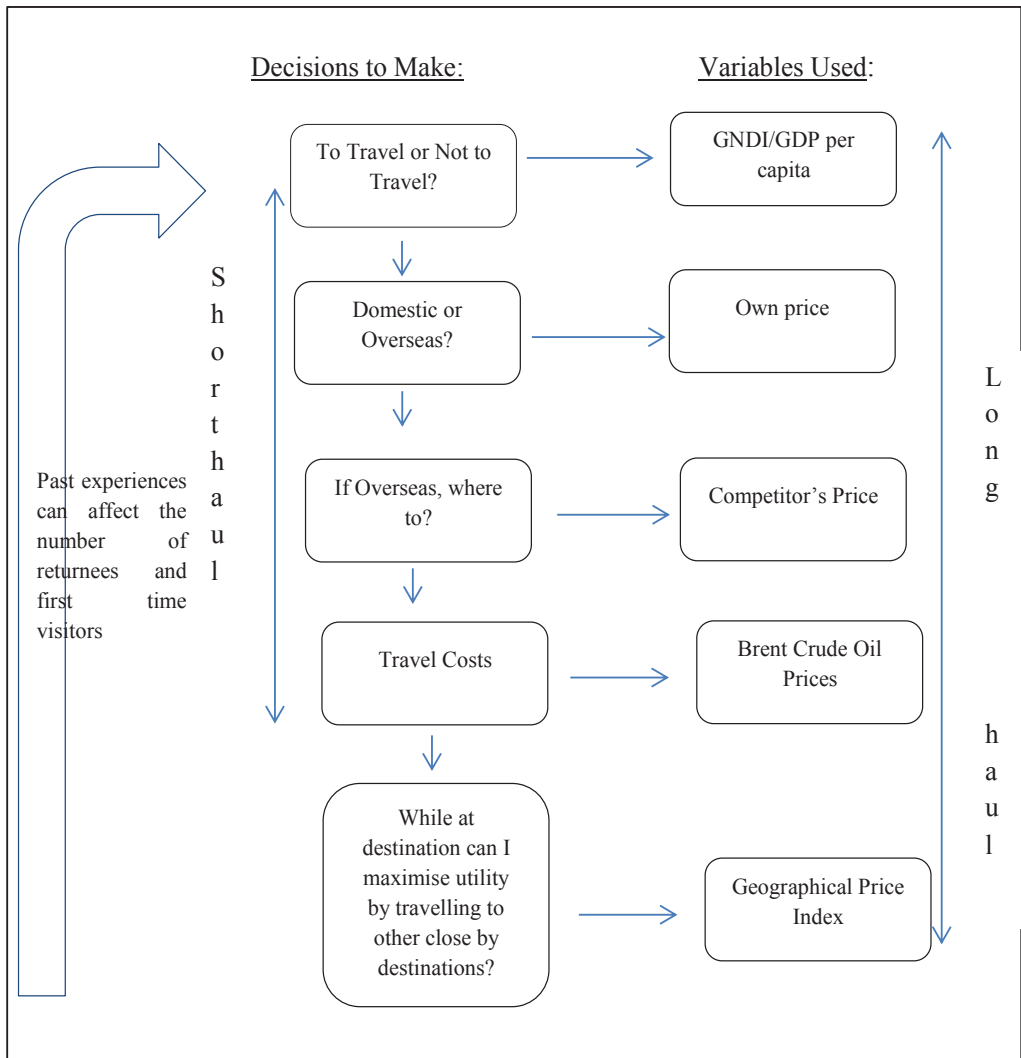 Decisions to Make:
Variables Used:
To Travel or Not to
Travel?
GNDI/GDP per
capita
Domestic or
Overseas?
Own price
If Overseas, where
to?
Competitor's Price
Travel Costs
Brent Crude Oil
Prices
While at
destination can I
maximise utility
by travelling to
other close by
destinations?
Geographical Price
Index
Shorthaul
Long haul
Past experiences
can affect the
number of
returnees and
first time
visitors